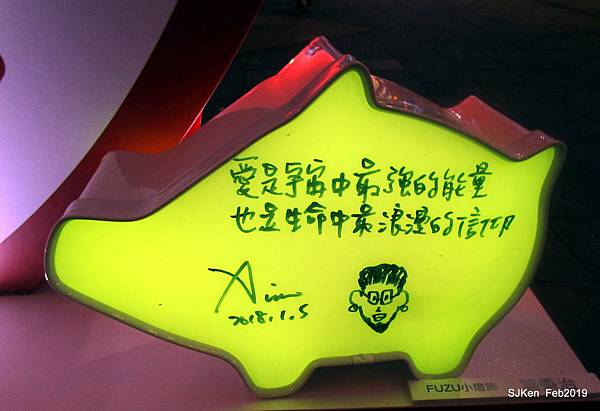 愛是宇宙中最強的能量
也是生命中最浪漫的信仰
2018.1.5
FUZU小燈飾
SJKen Feb2019